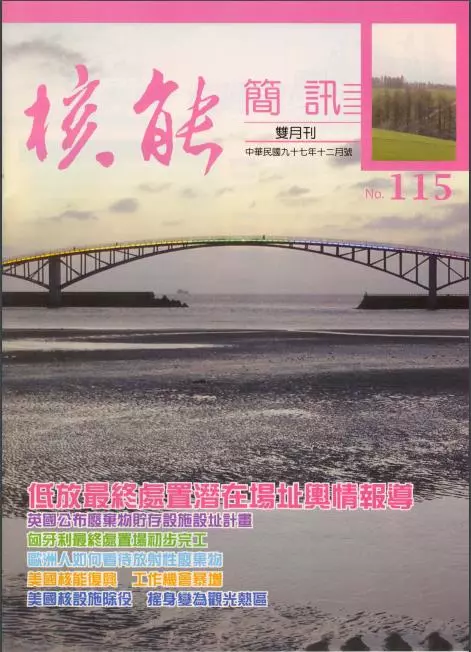 核能
簡訊
雙月刊
中華民國九十七年十二月號
No. 115
低放最終處置潛在場址輿情報導
英國公布廢棄物貯存設施設址計畫
匈牙利最終處置場初步完工
歐洲人如何看待放射性廢棄物
美國核能復興 工作機會暴增
美國核設施除役 搖身變為觀光熱區